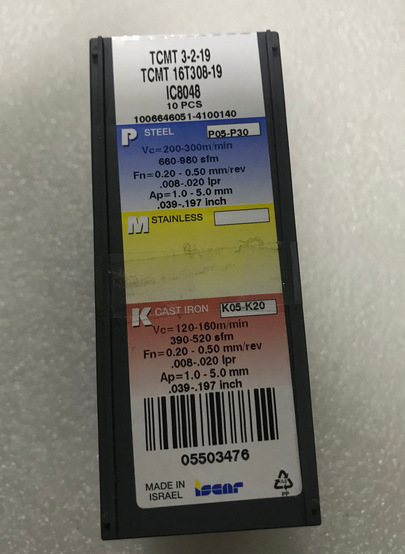 TCMT 3-2-19
TCMT 16T308-19
IC8048
10 PCS
1006646051-4100140
P STEEL P05-P30
Vc=200-300m/min
660-980 sfm
Fn=0.20 - 0.50 mm/rev
.008-.020 Ipr
Ap=1.0 - 5.0 mm
.039-.197 inch
M STAINLESS
K CAST IRON K05-K20
Vc=120-160m/min
390-520 sfm
Fn=0.20 - 0.50 mm/rev
.008-.020 Ipr
Ap=1.0 - 5.0 mm
.039-.197 inch
05503476
MADE IN
ISRAEL iscar
PP